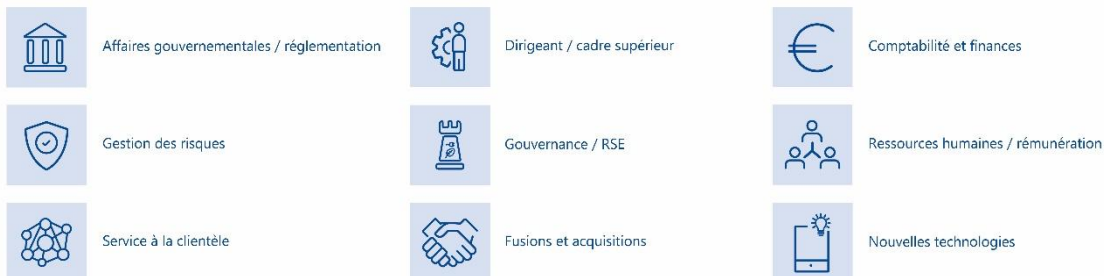 Affaires gouvernementales / réglementation
Dirigeant / cadre supérieur
Comptabilité et finances
Gestion des risques
Gouvernance / RSE
Ressources humaines / rémunération
Service à la clientèle
Fusions et acquisitions
Nouvelles technologies